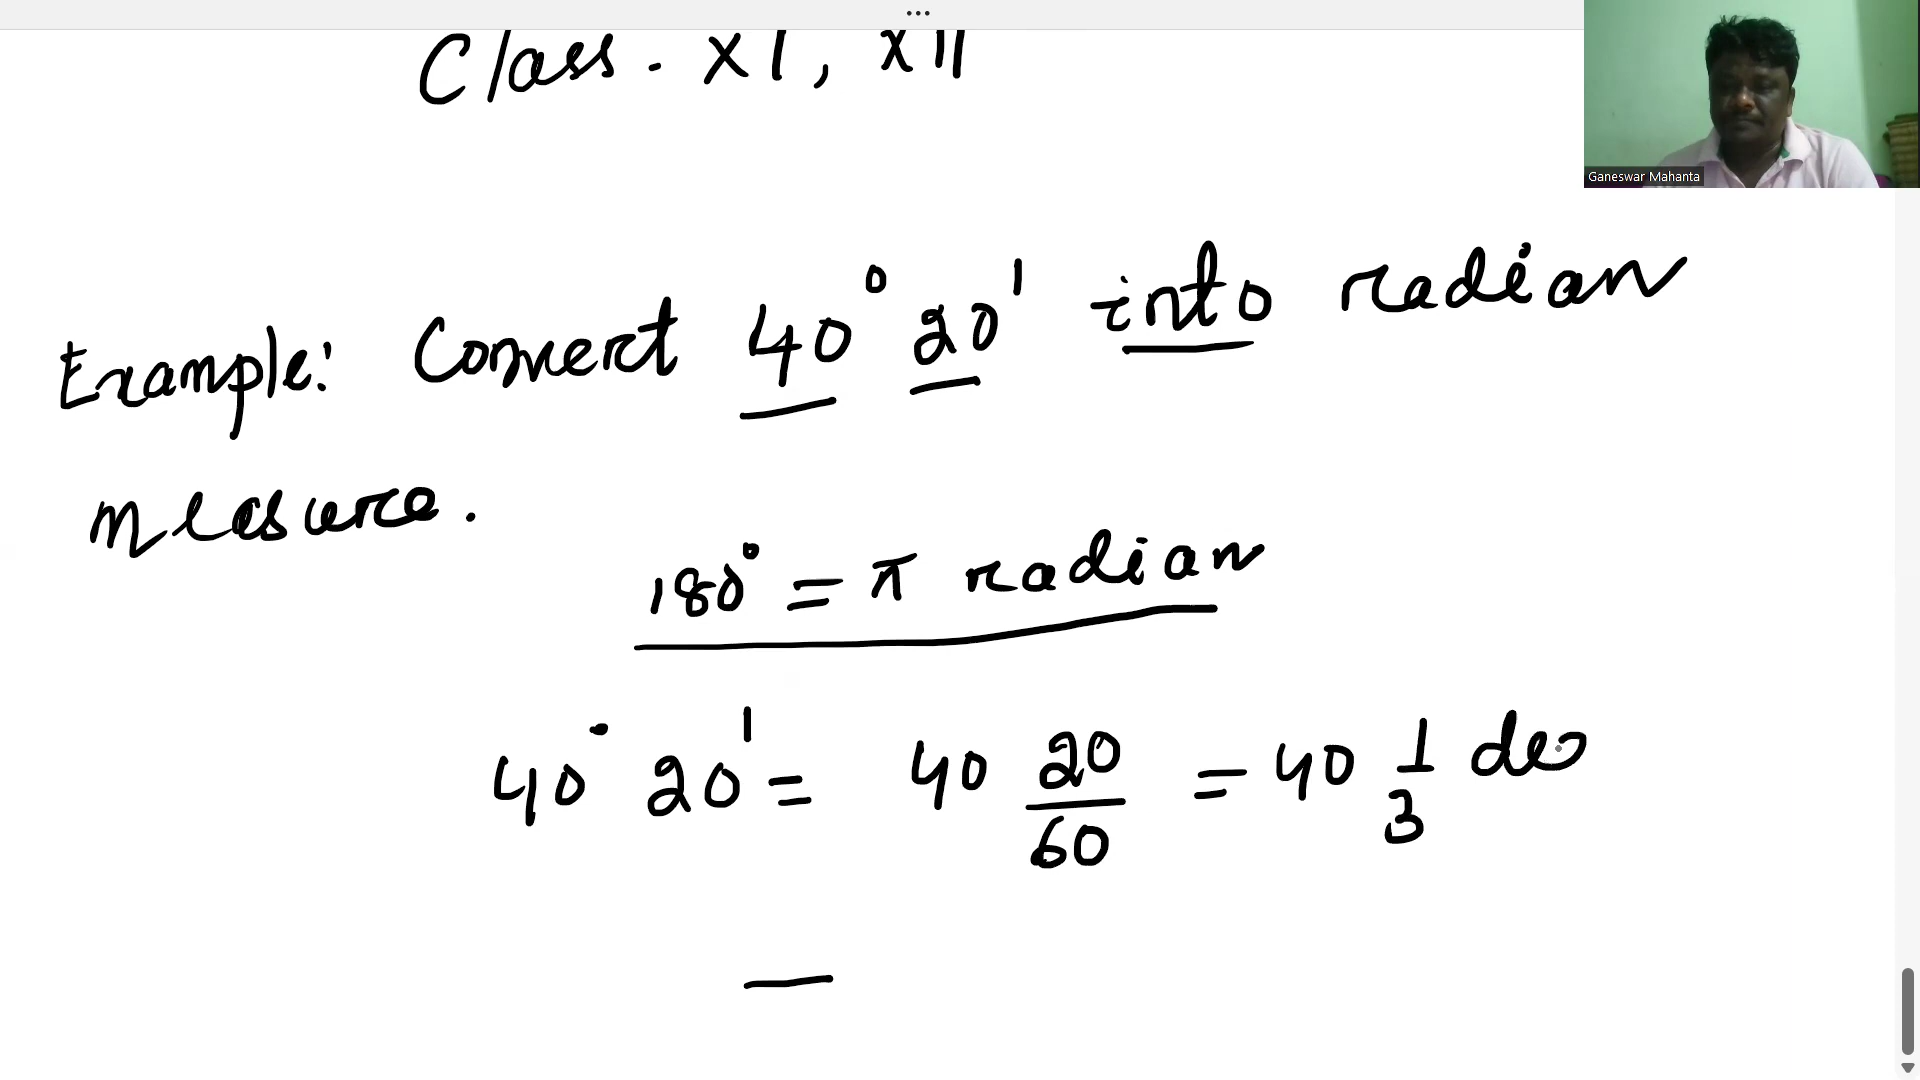 Class. XI, XII
Ganeswar Mahanta
Example: Convert 40° 20' into radian
measure.
180° = π radian
40° 20' = 40 20/60 = 40 1/3 de